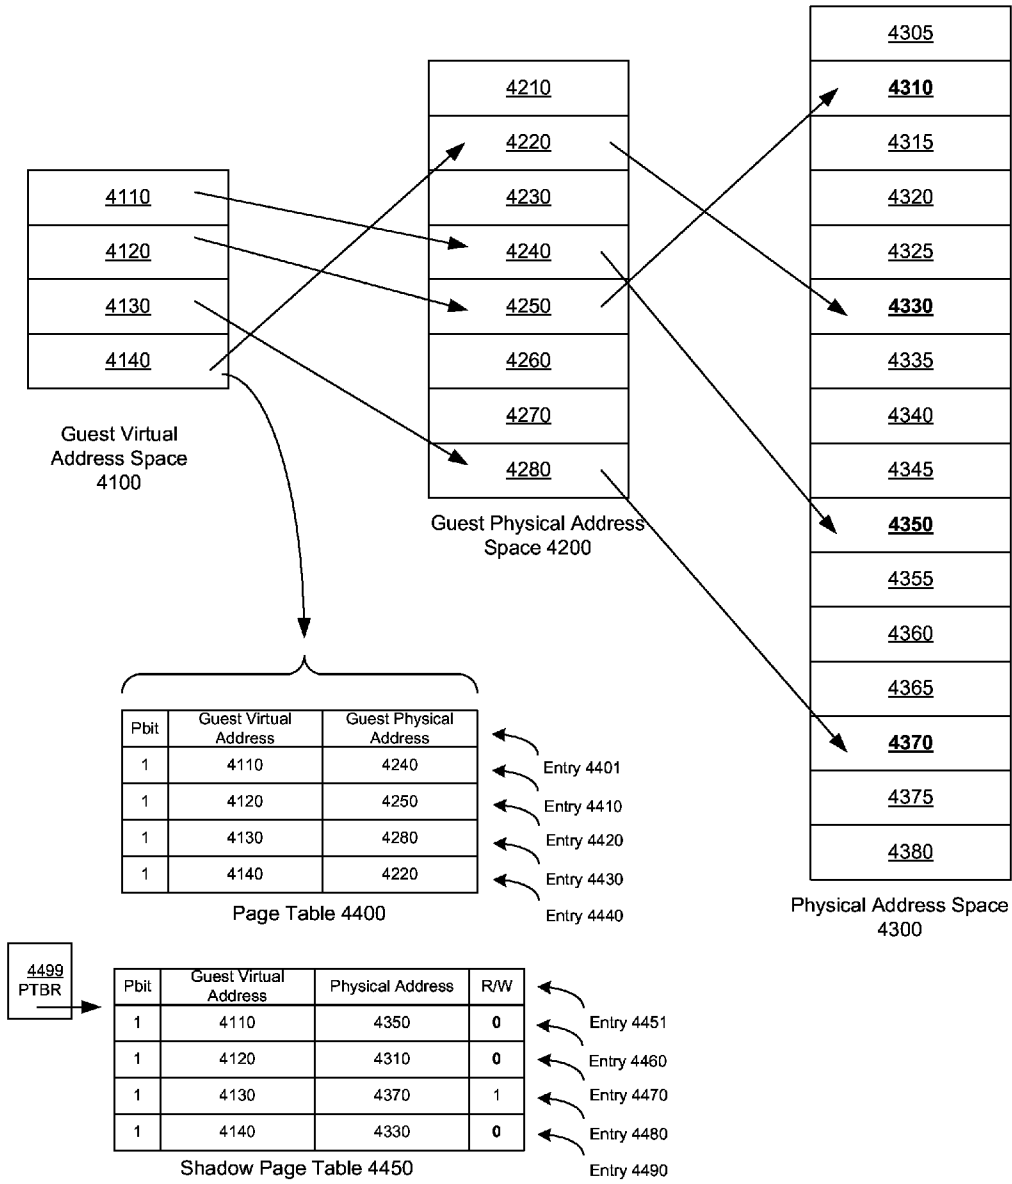 4305
4310
4315
4320
4325
4330
4335
4340
4345
4350
4355
4360
4365
4370
4375
4380
Physical Address Space
4300
4210
4220
4230
4240
4250
4260
4270
4280
Guest Physical Address
Space 4200
4110
4120
4130
4140
Guest Virtual
Address Space
4100
Pbit Guest Virtual Address Guest Physical Address
1 4110 4240
1 4120 4250
1 4130 4280
1 4140 4220
Entry 4401
Entry 4410
Entry 4420
Entry 4430
Entry 4440
Page Table 4400
4499
PTBR
Pbit Guest Virtual Address Physical Address R/W
1 4110 4350 0
1 4120 4310 0
1 4130 4370 1
1 4140 4330 0
Entry 4451
Entry 4460
Entry 4470
Entry 4480
Entry 4490
Shadow Page Table 4450